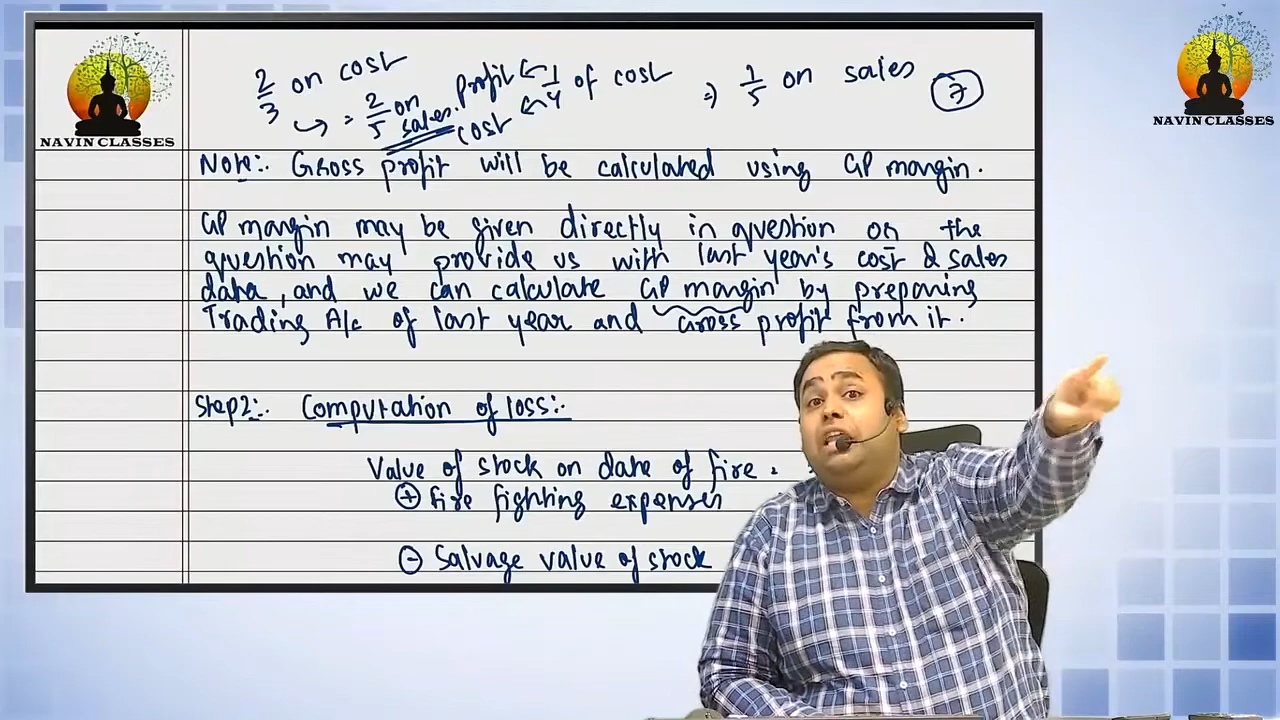 NAVIN CLASSES
NAVIN CLASSES
2/3 on cost
↳ = 2/5 on sales.
profit ← 1/4 of cost ⇒ 1/5 on sales
cost ←
7
Note:- Gross profit will be calculated using GP margin.
GP margin may be given directly in question or the
question may provide us with last year's cost & sales
data, and we can calculate GP margin by preparing
Trading A/c of last year and Gross profit from it.
Step2:- Computation of loss:-
Value of stock on date of fire .
+ Fire fighting expenses
- Salvage value of stock